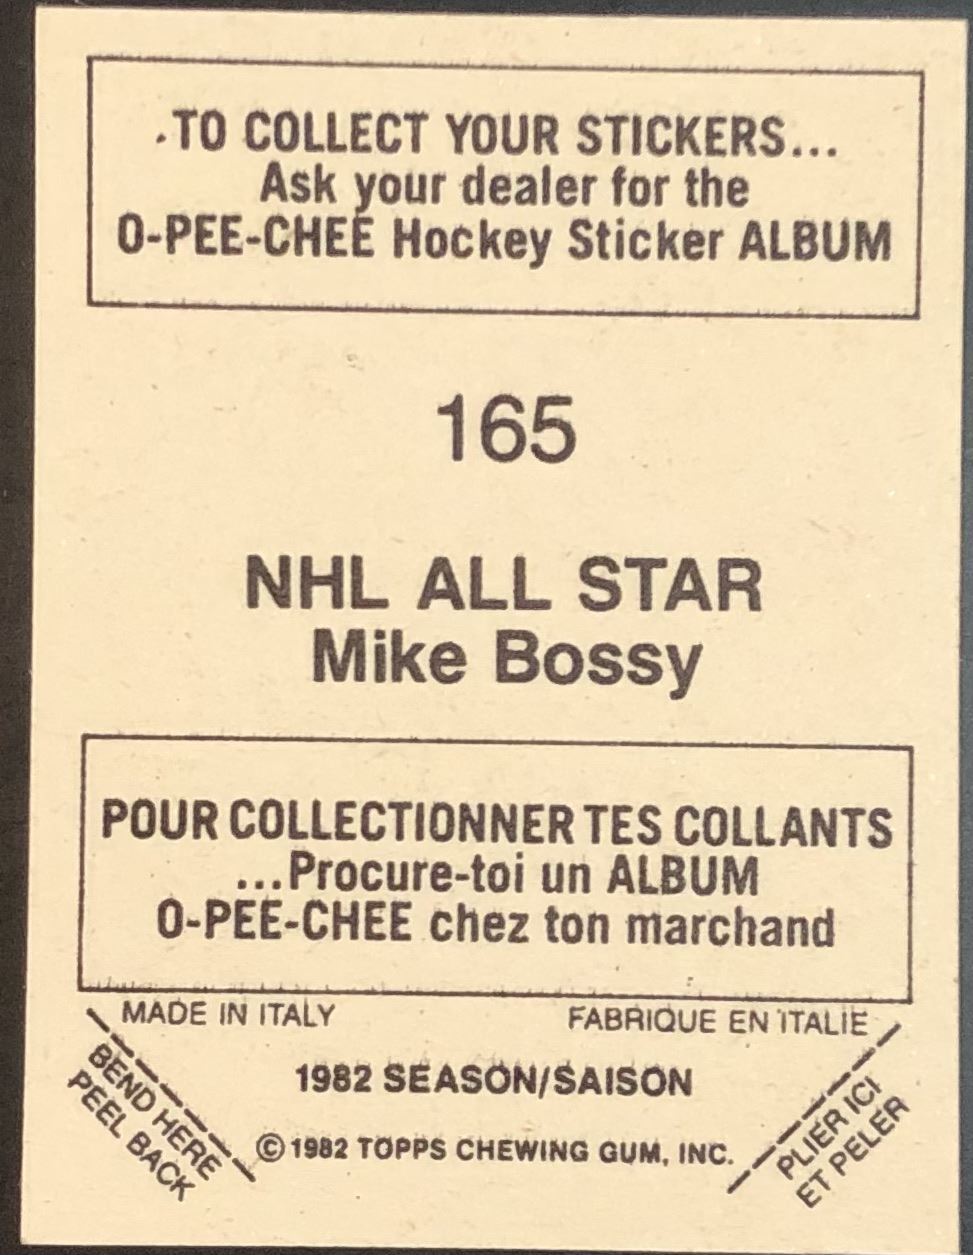 TO COLLECT YOUR STICKERS...
Ask your dealer for the
O-PEE-CHEE Hockey Sticker ALBUM
165
NHL ALL STAR
Mike Bossy
POUR COLLECTIONNER TES COLLANTS
...Procure-toi un ALBUM
O-PEE-CHEE chez ton marchand
MADE IN ITALY
FABRIQUE EN ITALIE
BEND HERE
PEEL BACK
1982 SEASON/SAISON
© 1982 TOPPS CHEWING GUM, INC.
PLIER ICI
ET PELER